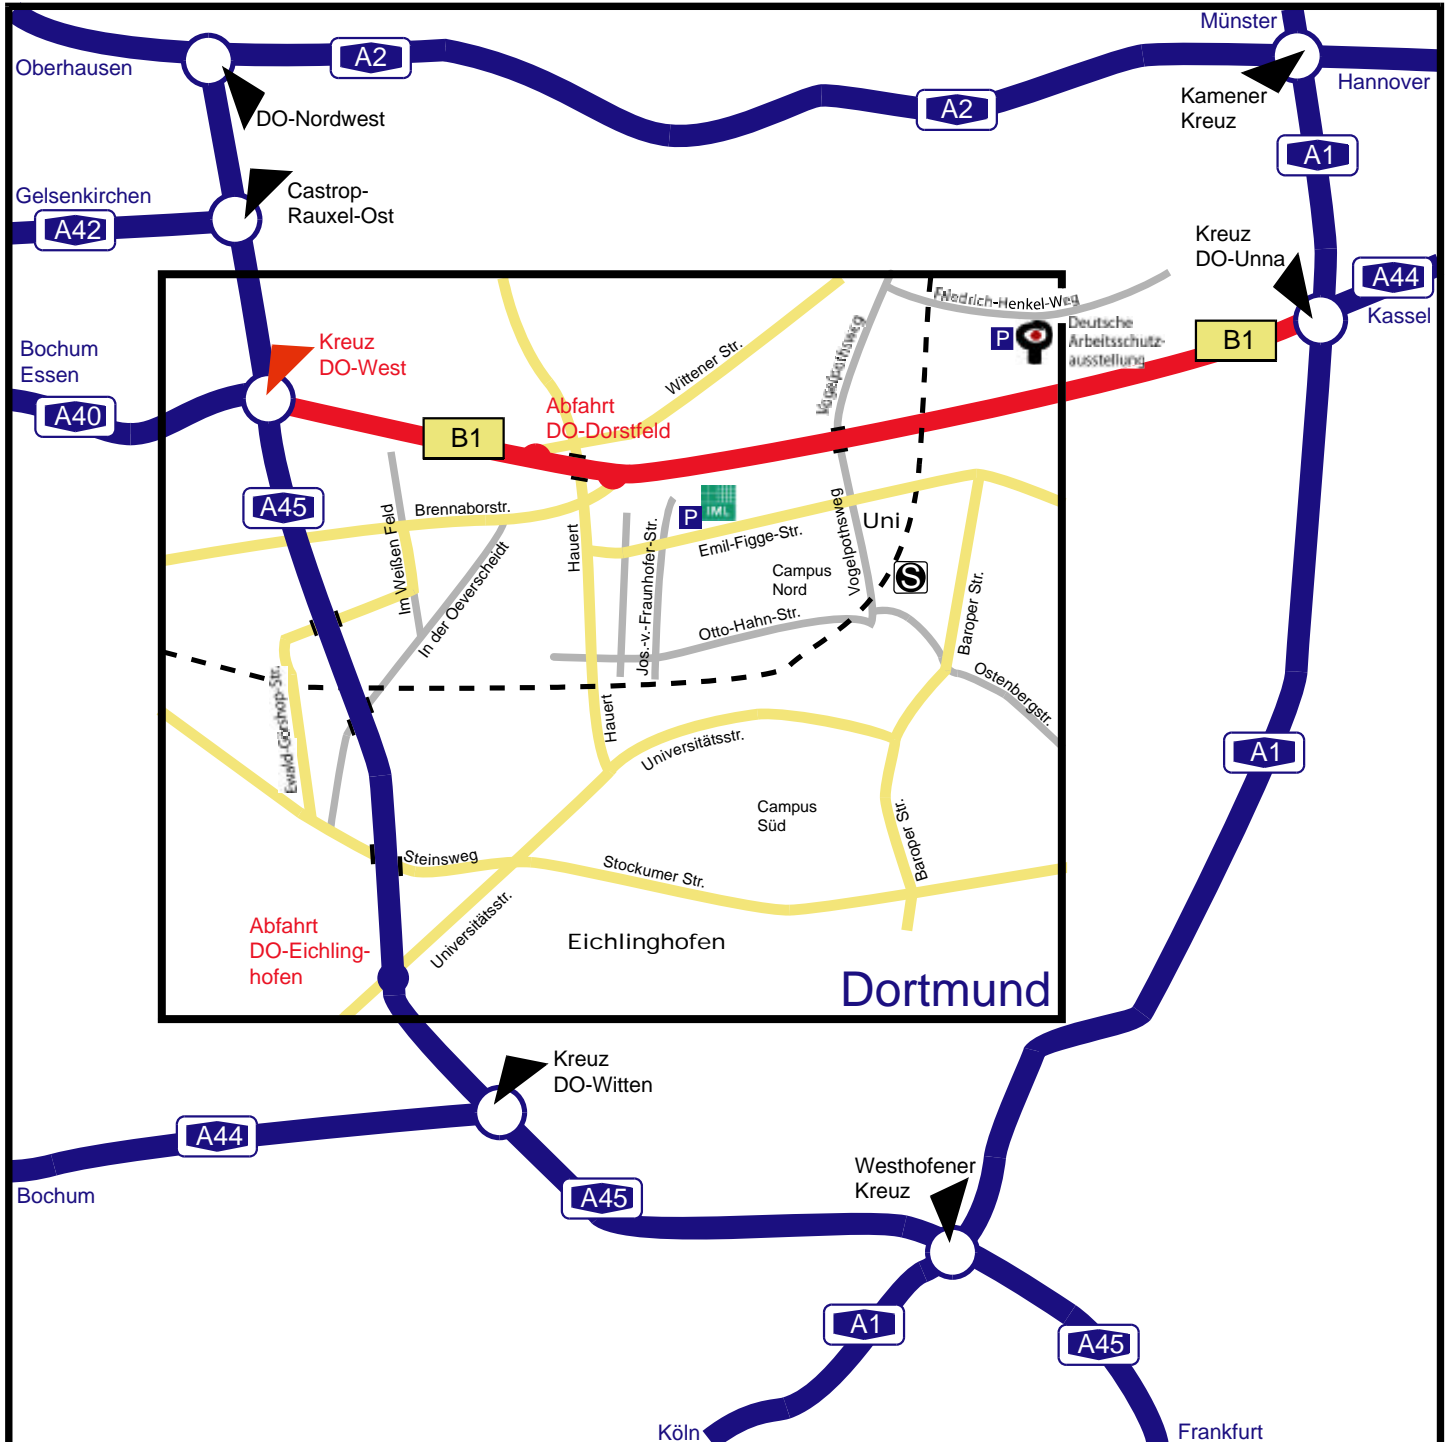 Münster
A2
Oberhausen
Hannover
Kamener
Kreuz
A2
DO-Nordwest
A1
Gelsenkirchen
Castrop-
Rauxel-Ost
A42
Kreuz
DO-Unna
A44
Kassel
Friedrich-Henkel-Weg
Deutsche
Arbeitsschutz-
ausstellung
P
B1
Vogelpothsweg
Bochum
Essen
A40
Kreuz
DO-West
Wittener Str.
Abfahrt
DO-Dorstfeld
B1
A45
Brennaborstr.
Im Weißen Feld
In der Oeverscheidt
Hauert
P
IML
Jos.-v.-Fraunhofer-Str.
Emil-Figge-Str.
Vogelpothsweg
Uni
Campus
Nord
S
Otto-Hahn-Str.
Baroper Str.
Ostenbergstr.
Ewald-Görshop-Str.
Hauert
Universitätsstr.
A1
Campus
Süd
Baroper Str.
Steinsweg
Stockumer Str.
Universitätsstr.
Abfahrt
DO-Eichling-
hofen
Eichlinghofen
Dortmund
Kreuz
DO-Witten
A44
Bochum
A45
Westhofener
Kreuz
A1
A45
Köln
Frankfurt